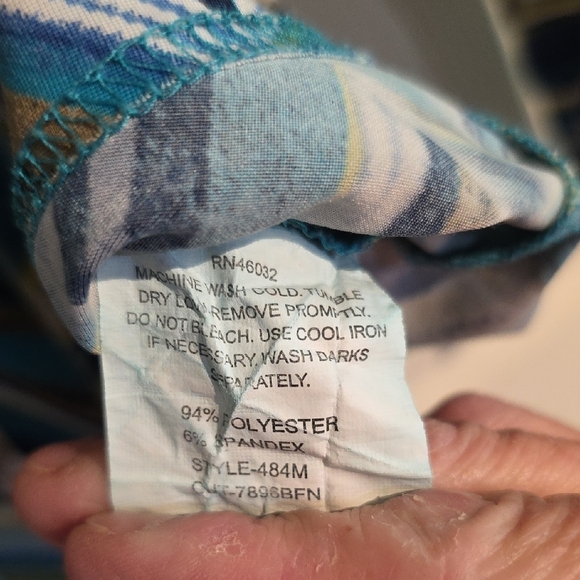 RN46032
MACHINE WASH COLD. TUMBLE
DRY LOW. REMOVE PROMPTLY.
DO NOT BLEACH. USE COOL IRON
IF NECESSARY. WASH DARKS
SEPARATELY.
94% POLYESTER
6% SPANDEX
STYLE-484M
CUT-7896BFN